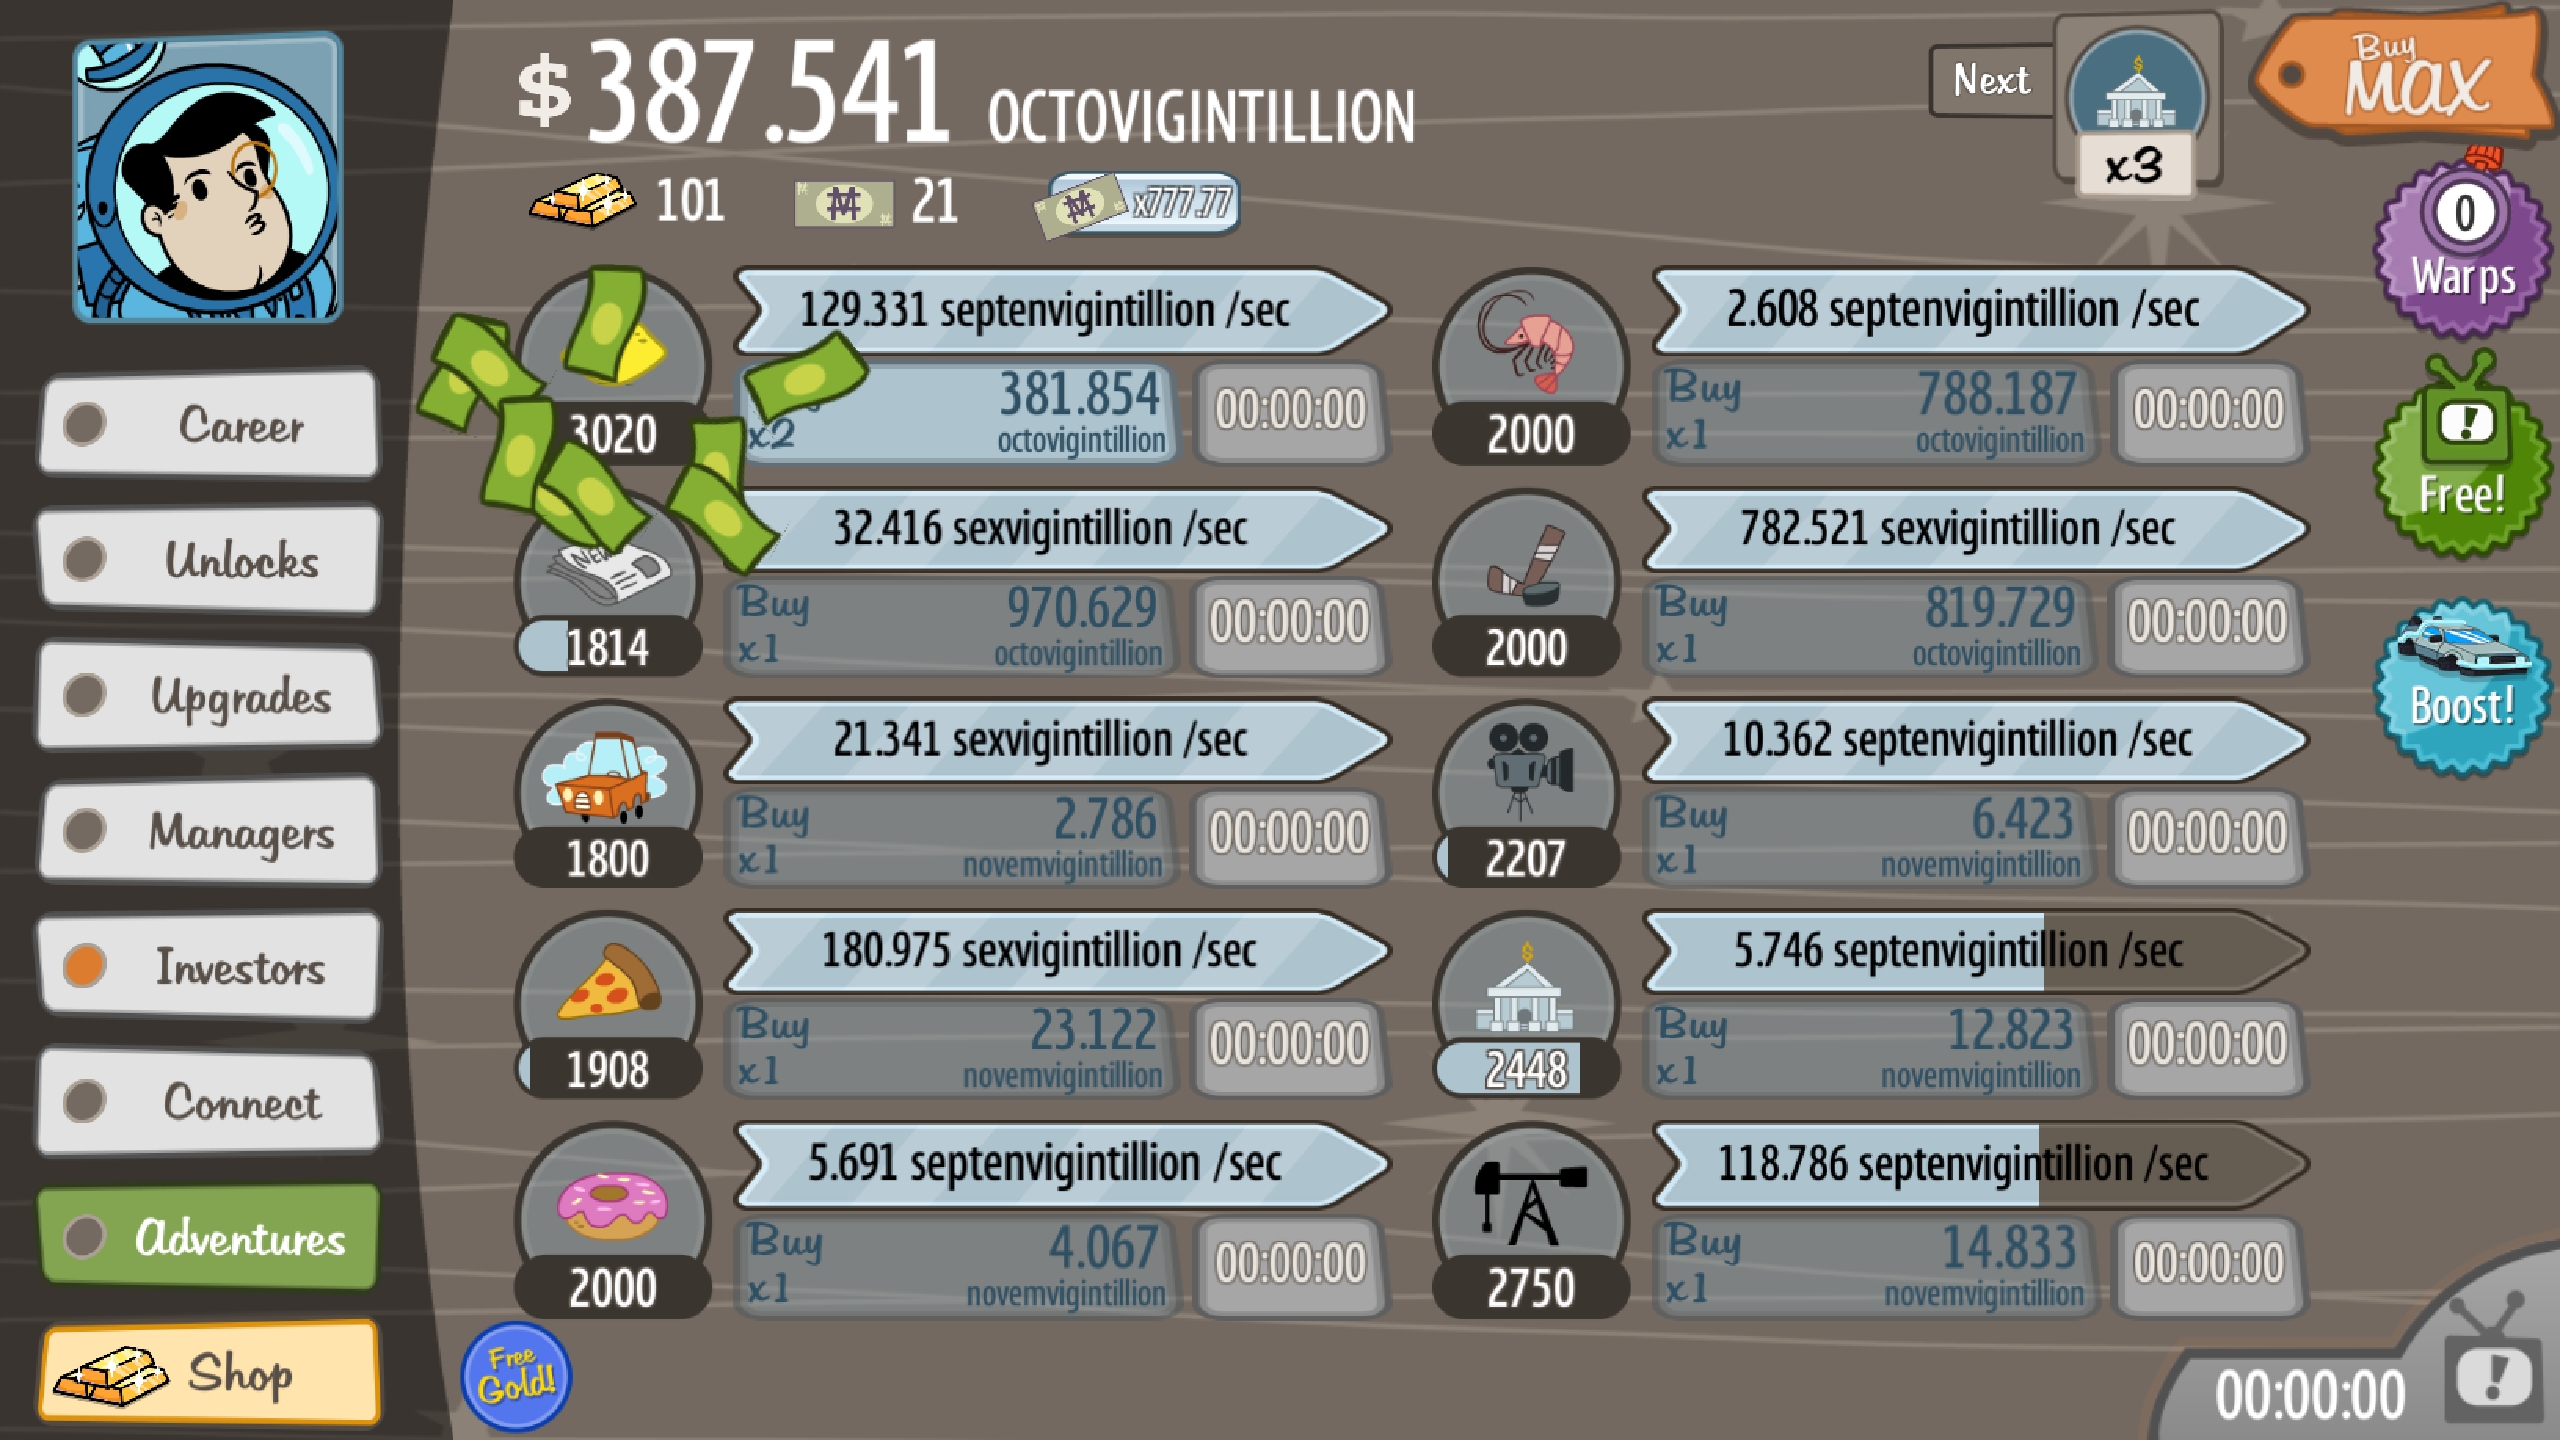 $ 387.541 OCTOVIGINTILLION
Next
x3
Buy
MAX
101
21
x777.77
0
Warps
Free!
Boost!
Career
Unlocks
Upgrades
Managers
Investors
Connect
Adventures
Shop
129.331 septenvigintillion /sec
3020
x2
381.854
octovigintillion
00:00:00
NEW
32.416 sexvigintillion /sec
1814
Buy
x1
970.629
octovigintillion
00:00:00
21.341 sexvigintillion /sec
1800
Buy
x1
2.786
novemvigintillion
00:00:00
180.975 sexvigintillion /sec
1908
Buy
x1
23.122
novemvigintillion
00:00:00
5.691 septenvigintillion /sec
2000
Buy
x1
4.067
novemvigintillion
00:00:00
2.608 septenvigintillion /sec
2000
Buy
x1
788.187
octovigintillion
00:00:00
782.521 sexvigintillion /sec
2000
Buy
x1
819.729
octovigintillion
00:00:00
10.362 septenvigintillion /sec
2207
Buy
x1
6.423
novemvigintillion
00:00:00
5.746 septenvigintillion /sec
2448
Buy
x1
12.823
novemvigintillion
00:00:00
118.786 septenvigintillion /sec
2750
Buy
x1
14.833
novemvigintillion
00:00:00
Free
Gold!
00:00:00